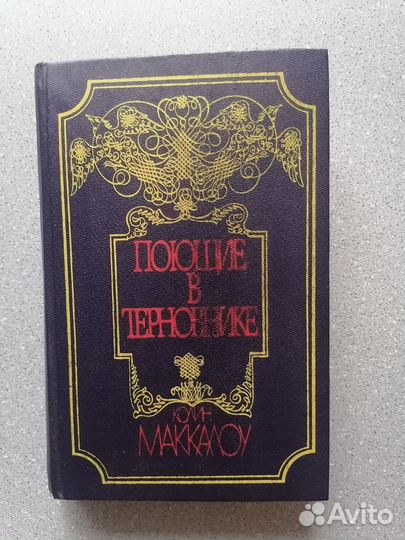 ПОЮЩИЕ
В
ТЕРНОВНИКЕ
КОЛИН
МАККАЛОУ
Avito